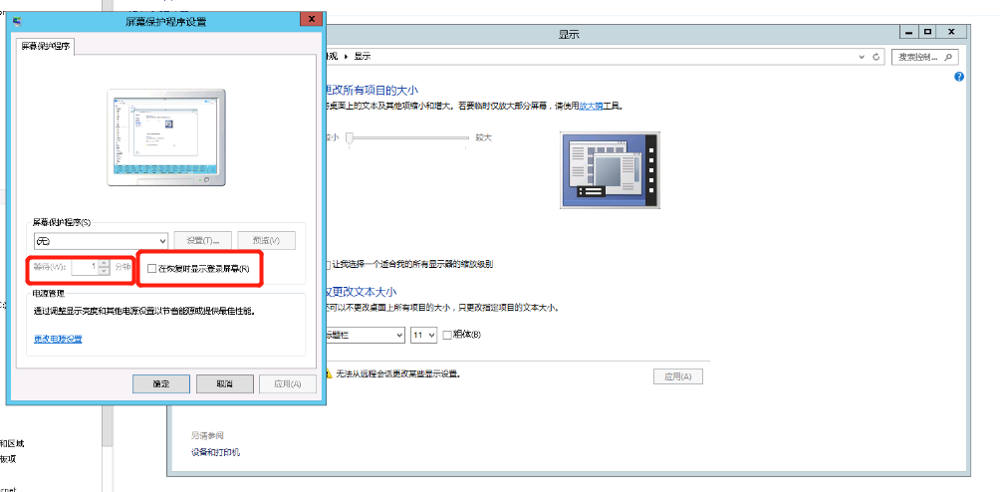 屏幕保护程序设置
屏幕保护程序
屏幕保护程序(S)
(无)
设置(T)...
预览(V)
等待(W):
1
分钟
在恢复时显示登录屏幕(R)
电源管理
通过调整显示亮度和其他电源设置以节省能源或提供最佳性能。
更改电源设置
确定
取消
应用(A)
显示
观
显示
搜索控制...
更改所有项目的大小
桌面上的文本及其他项缩小和增大。若要临时仅放大部分屏幕，请使用放大镜工具。
小
较大
让我选择一个适合我的所有显示器的缩放级别
更改文本大小
可以不更改桌面上所有项目的大小，只更改指定项目的文本大小。
标题栏
11
粗体(B)
无法从远程会话更改某些显示设置。
应用(A)
另请参阅
设备和打印机
和区域
板项